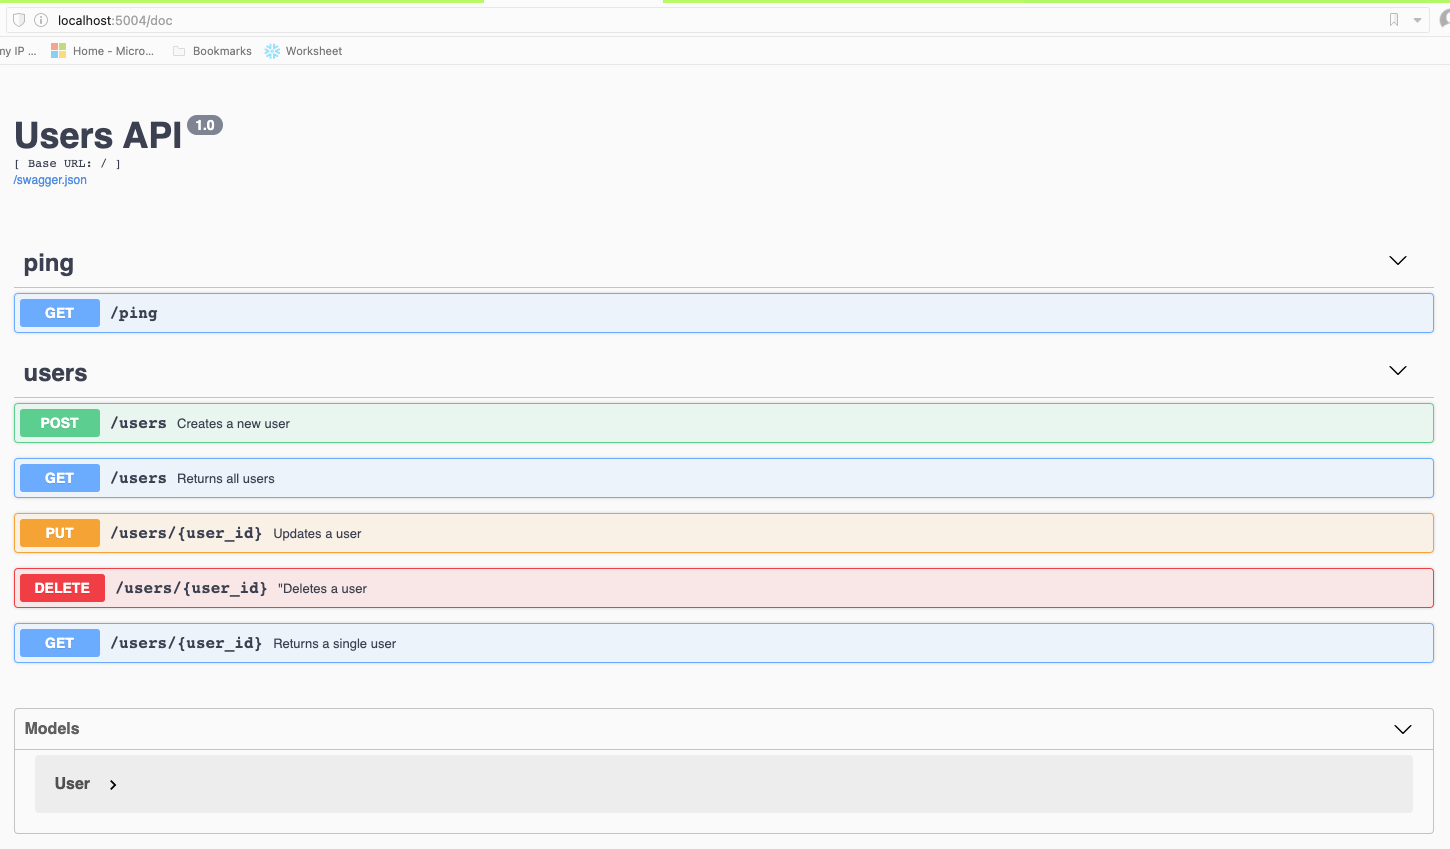 localhost:5004/doc
my IP ... Home - Micro... Bookmarks Worksheet
Users API 1.0
[ Base URL: / ]
/swagger.json
ping
GET /ping
users
POST /users Creates a new user
GET /users Returns all users
PUT /users/{user_id} Updates a user
DELETE /users/{user_id} "Deletes a user
GET /users/{user_id} Returns a single user
Models
User